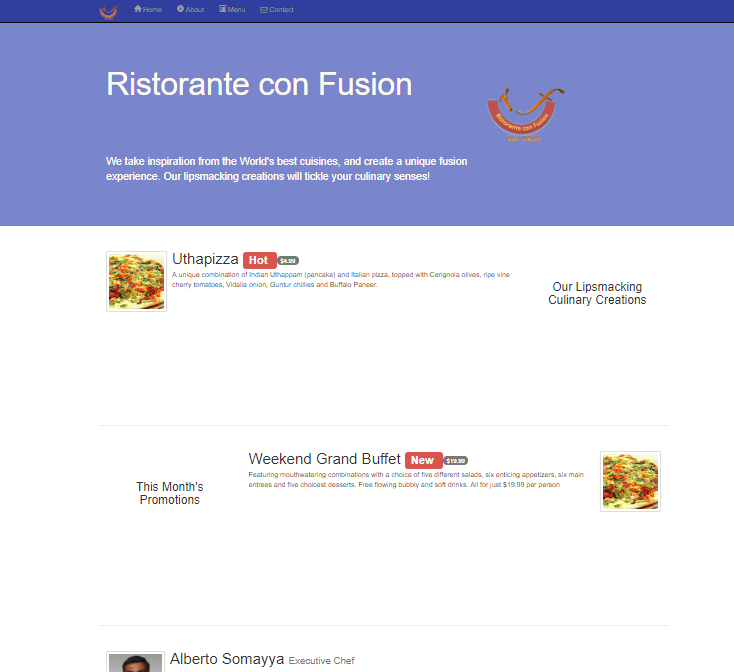 Home About Menu Contact
Ristorante con Fusion
Ristorante con Fusion
We take inspiration from the World's best cuisines, and create a unique fusion
experience. Our lipsmacking creations will tickle your culinary senses!
Uthapizza Hot $4.99
A unique combination of Indian Uthappam (pancake) and Italian pizza, topped with Cerignola olives, ripe vine
cherry tomatoes, Vidalia onion, Guntur chillies and Buffalo Paneer.
Our Lipsmacking
Culinary Creations
This Month's
Promotions
Weekend Grand Buffet New $19.99
Featuring mouthwatering combinations with a choice of five different salads, six enticing appetizers, six main
entrees and five choicest desserts. Free flowing bubbly and soft drinks. All for just $19.99 per person
Alberto Somayya Executive Chef